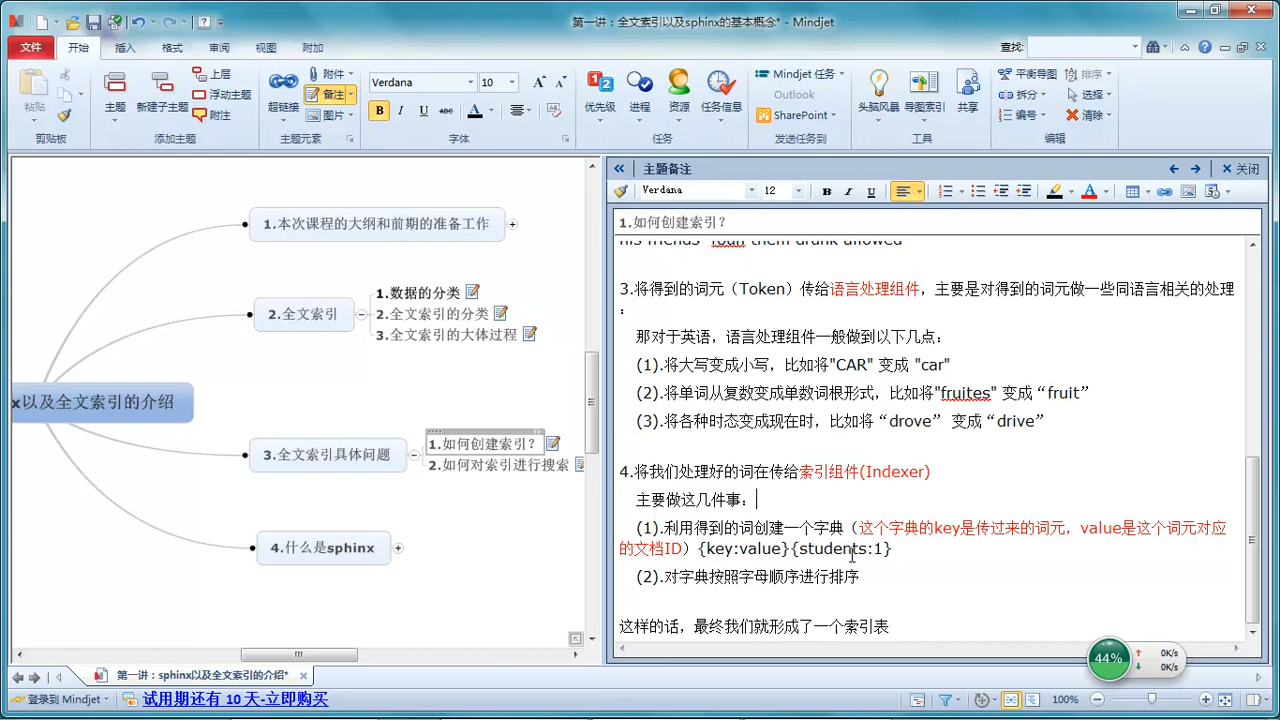 第一讲：全文索引以及sphinx的基本概念* - Mindjet
文件
开始
插入
格式
审阅
视图
附加
查找:
粘贴
剪贴板
主题
新建子主题
上层
浮动主题
附注
添加主题
超链接
附件
备注
图片
主题元素
Verdana
10
B I U abc
A
字体
优先级
进程
资源
任务信息
任务
Mindjet 任务
Outlook
SharePoint
发送任务到
头脑风暴
导图索引
共享
工具
平衡导图
排序
拆分
选择
编号
清除
编辑
1.本次课程的大纲和前期的准备工作
2.全文索引
1.数据的分类
2.全文索引的分类
3.全文索引的大体过程
x以及全文索引的介绍
3.全文索引具体问题
1.如何创建索引？
2.如何对索引进行搜索
4.什么是sphinx
主题备注
关闭
Verdana
12
B I U
A
1.如何创建索引？
his friends  foun them drunk allowed
3.将得到的词元（Token）传给语言处理组件，主要是对得到的词元做一些同语言相关的处理
：
那对于英语，语言处理组件一般做到以下几点：
(1).将大写变成小写，比如将"CAR" 变成 "car"
(2).将单词从复数变成单数词根形式，比如将"fruites" 变成“fruit”
(3).将各种时态变成现在时，比如将“drove” 变成“drive”
4.将我们处理好的词在传给索引组件(Indexer)
主要做这几件事：
(1).利用得到的词创建一个字典（这个字典的key是传过来的词元，value是这个词元对应
的文档ID）{key:value}{students:1}
(2).对字典按照字母顺序进行排序
这样的话，最终我们就形成了一个索引表
44%
0K/s
0K/s
第一讲：sphinx以及全文索引的介绍*
登录到 Mindjet
试用期还有 10 天-立即购买
100%